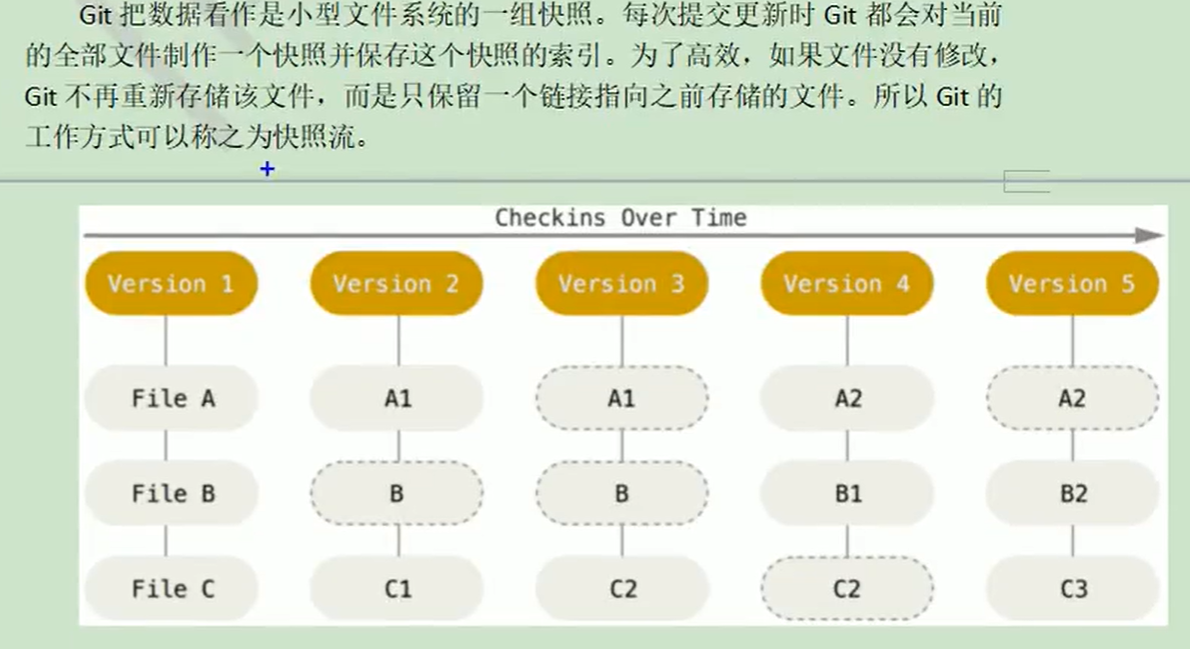 Git 把数据看作是小型文件系统的一组快照。每次提交更新时 Git 都会对当前
的全部文件制作一个快照并保存这个快照的索引。为了高效，如果文件没有修改，
Git 不再重新存储该文件，而是只保留一个链接指向之前存储的文件。所以 Git 的
工作方式可以称之为快照流。
Checkins Over Time
Version 1 Version 2 Version 3 Version 4 Version 5
File A A1 A1 A2 A2
File B B B B1 B2
File C C1 C2 C2 C3